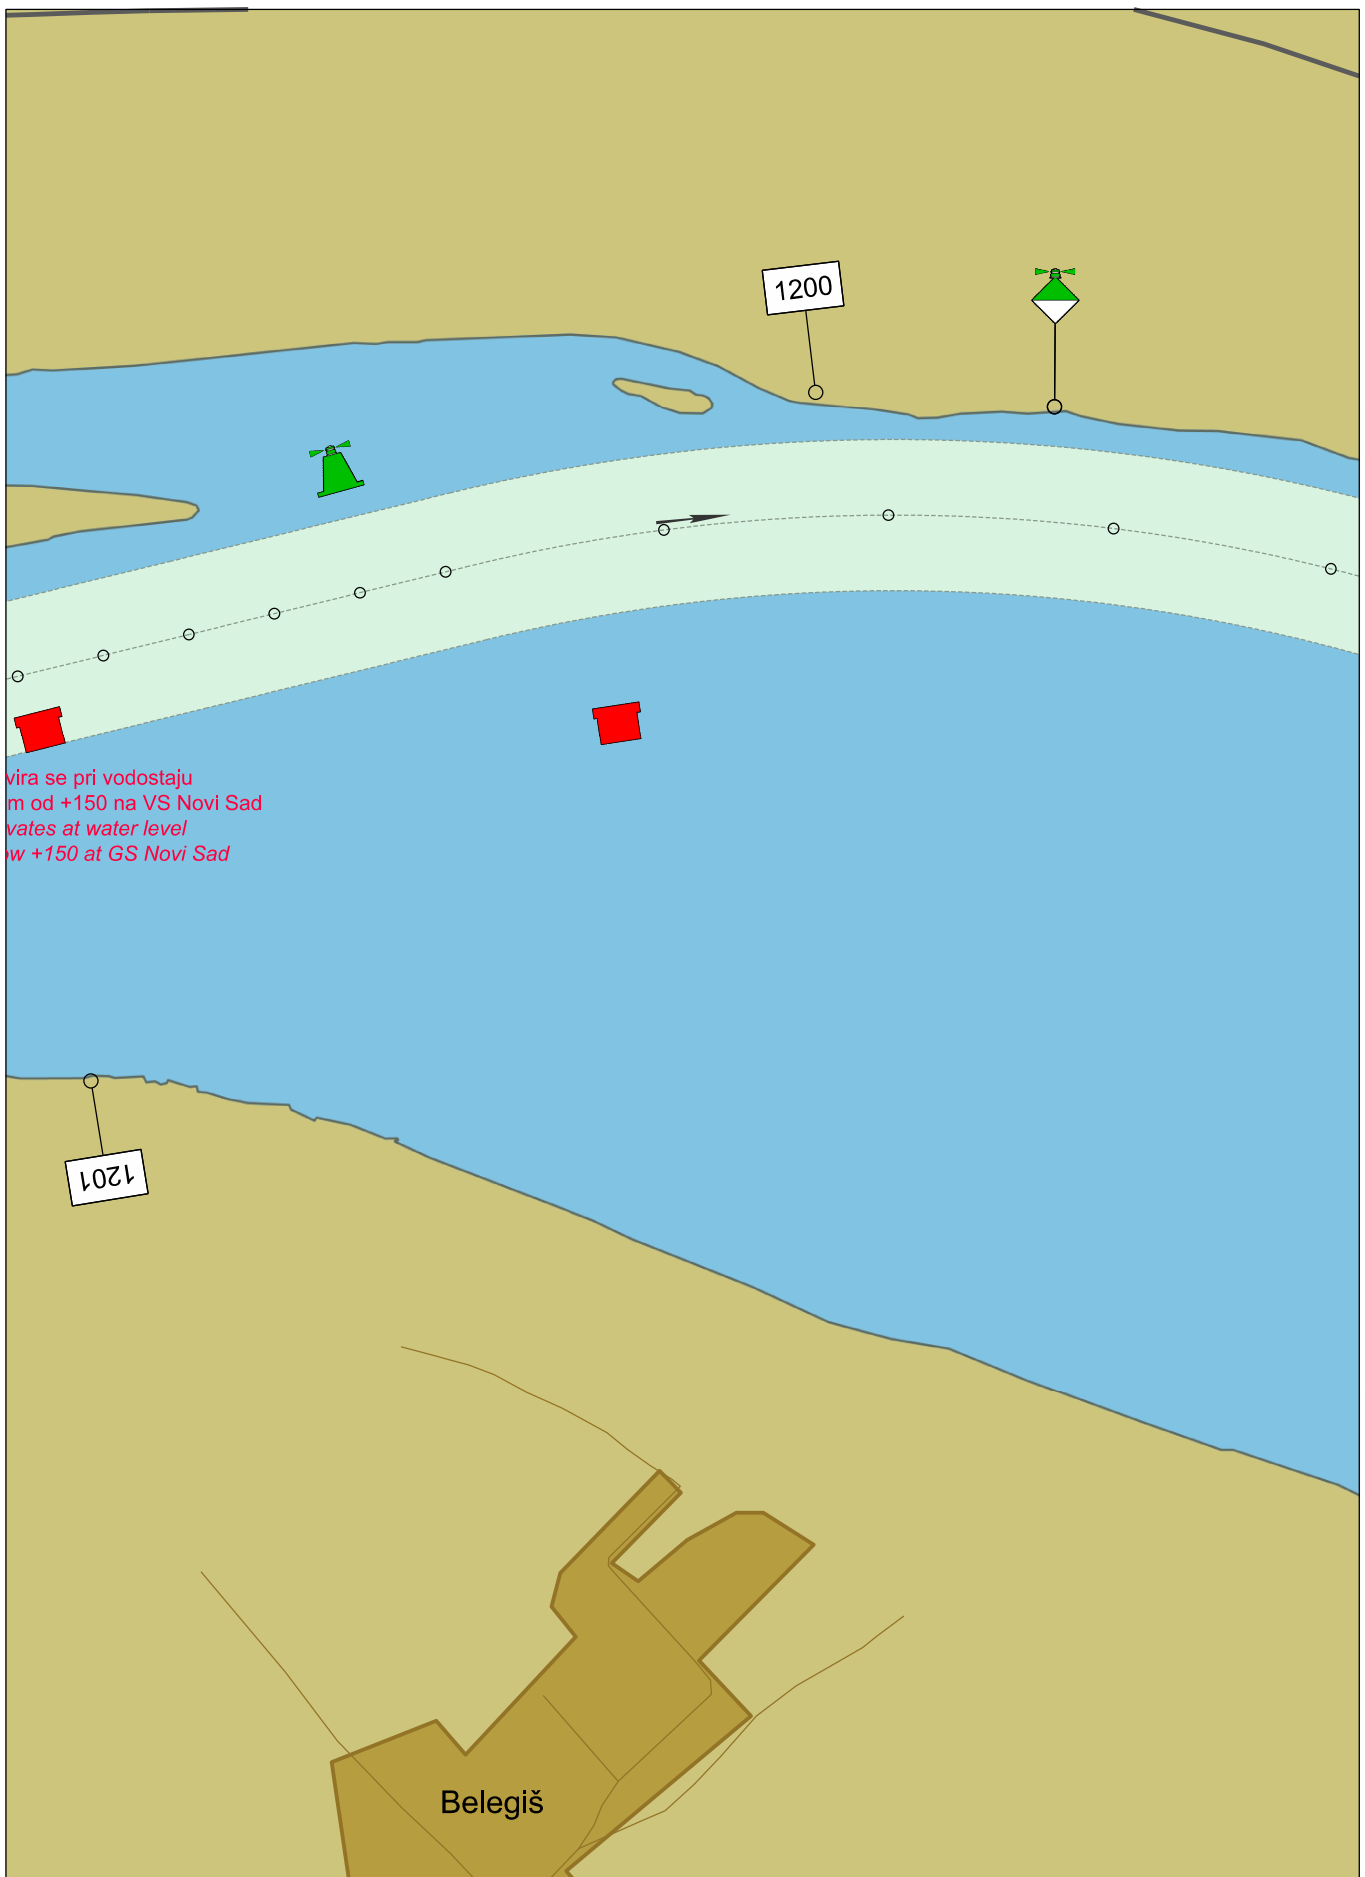 1200
vira se pri vodostaju
m od +150 na VS Novi Sad
vates at water level
ow +150 at GS Novi Sad
1201
Belegiš